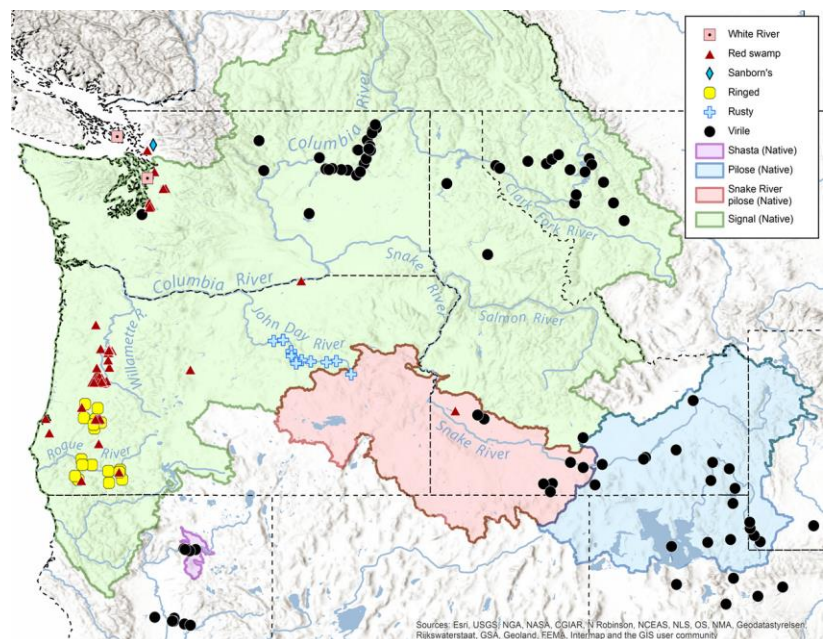 White River
Red swamp
Sanborn's
Ringed
Rusty
Virile
Shasta (Native)
Pilose (Native)
Snake River
pilose (Native)
Signal (Native)
Columbia River
Clark Fork River
Columbia River
Snake River
John Day River
Willamette R.
Salmon River
Rogue River
Snake River
Sources: Esri, USGS, NGA, NASA, CGIAR, N Robinson, NCEAS, NLS, OS, NMA, Geodatastyrelsen,
Rijkswaterstaat, GSA, Geoland, FEMA, Intermap and the GIS user community